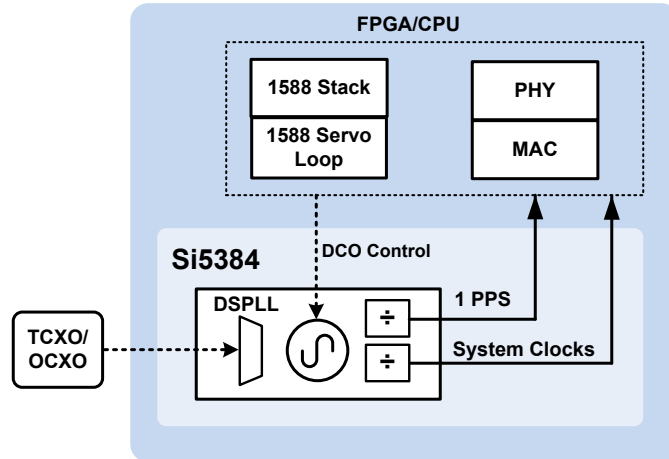 FPGA/CPU
1588 Stack
1588 Servo
Loop
PHY
MAC
DCO Control
Si5384
DSPLL
÷
1 PPS
÷
System Clocks
TCXO/
OCXO